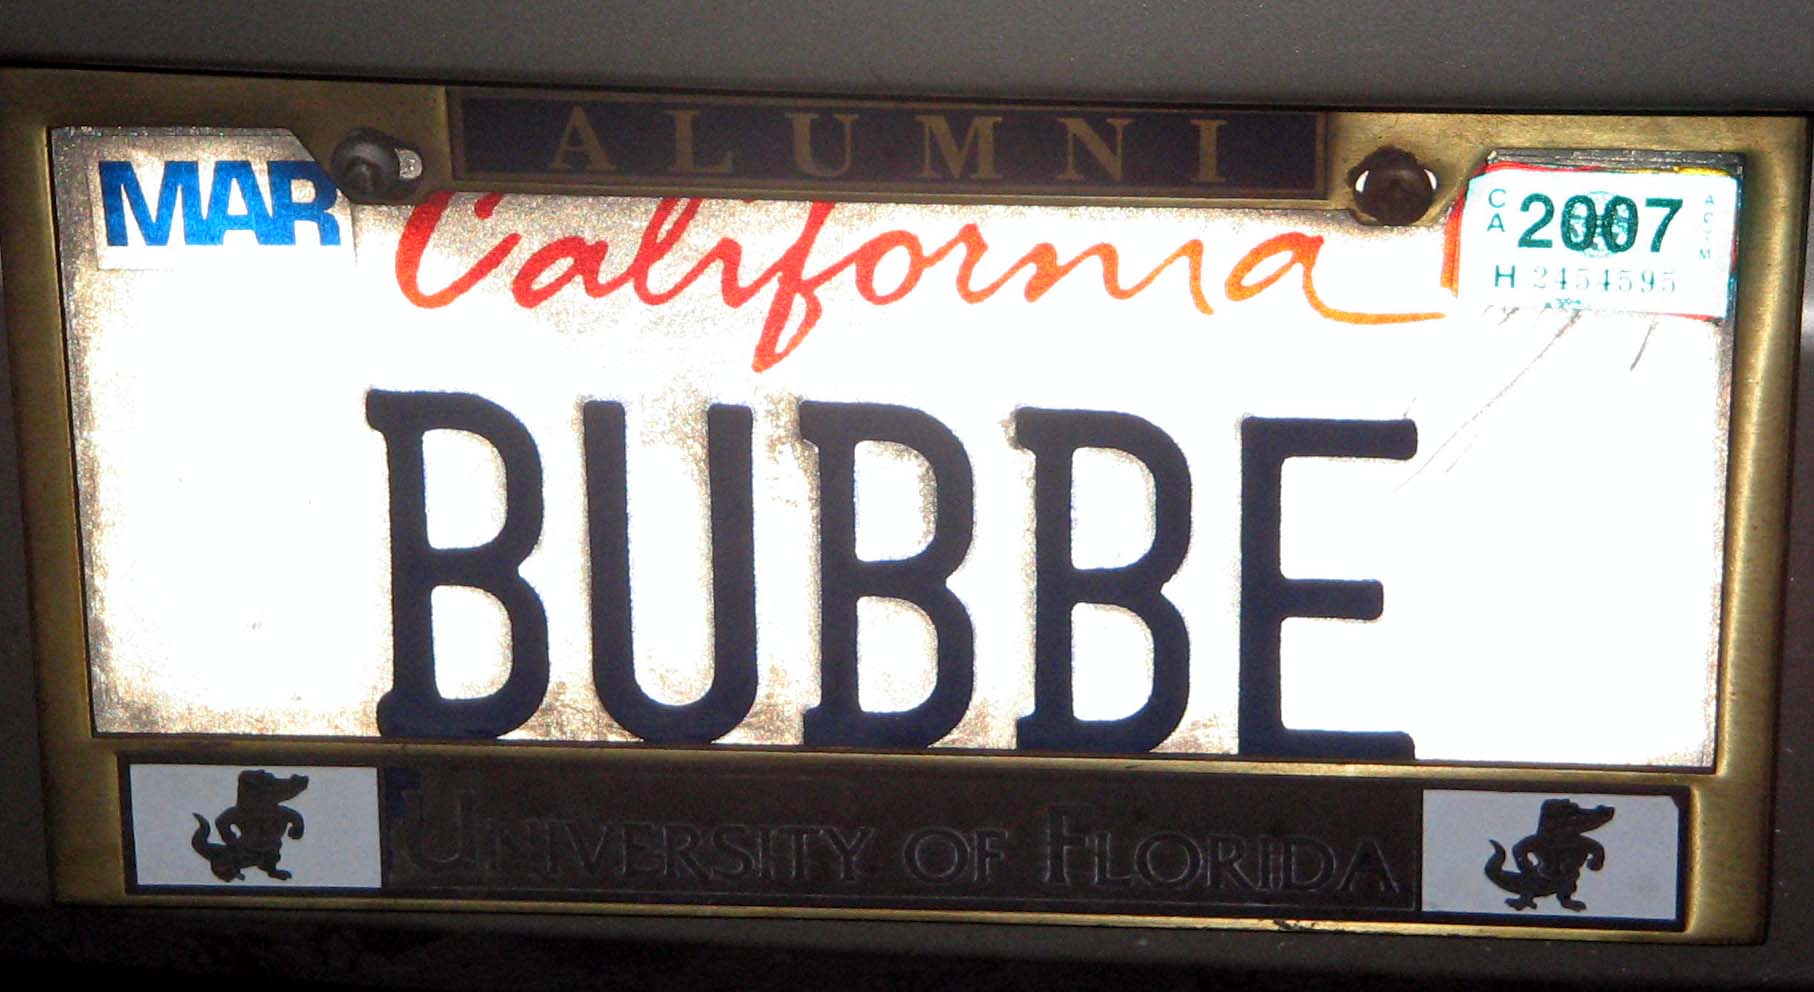 ALUMNI
MAR
California
CA 2007
H 2454595
BUBBE
UNIVERSITY OF FLORIDA